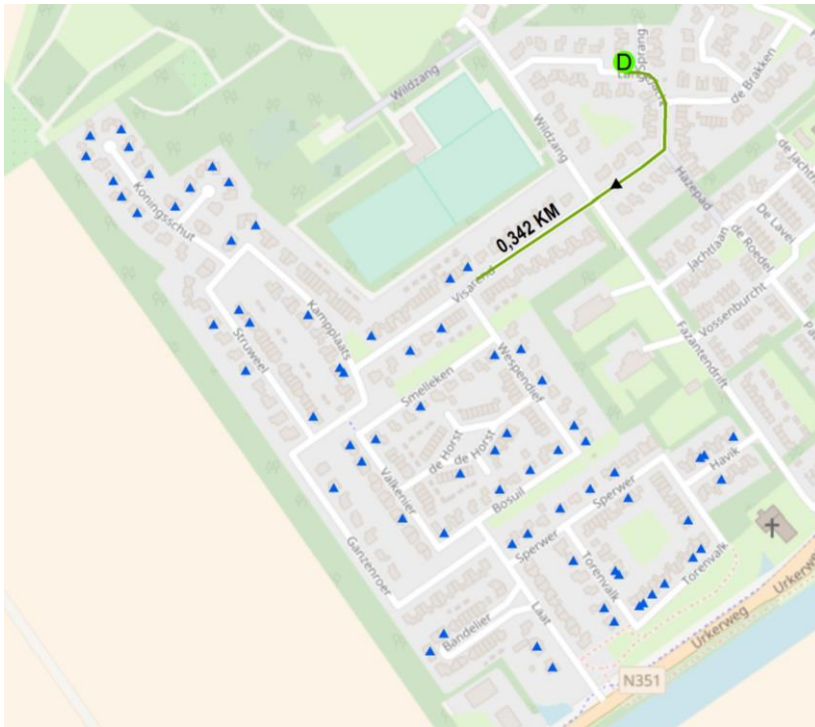 D
Larikspreeuw
Wildzang
de Brakken
Wildzang
de Jachtlaan
Hazepad
De Lavei
de Roedel
Jachtlaan
Koningsschut
0,342 KM
Vossenburcht
Visarend
Kampplaats
Struweel
Fazantendrift
Wespendief
Smelleken
de Horst
de Horst
Havik
Valkenier
Bosuil
Sperwer
Sperwer
Torenvalk
Torenvalk
Ganzenroer
Urkerweg
Laat
Bandelier
Urkerweg
N351